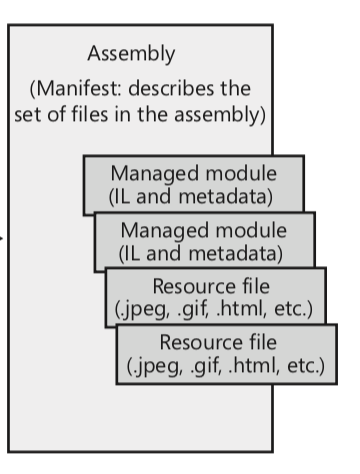 Assembly
(Manifest: describes the
set of files in the assembly)
Managed module
(IL and metadata)
Managed module
(IL and metadata)
Resource file
(.jpeg, .gif, .html, etc.)
Resource file
(.jpeg, .gif, .html, etc.)